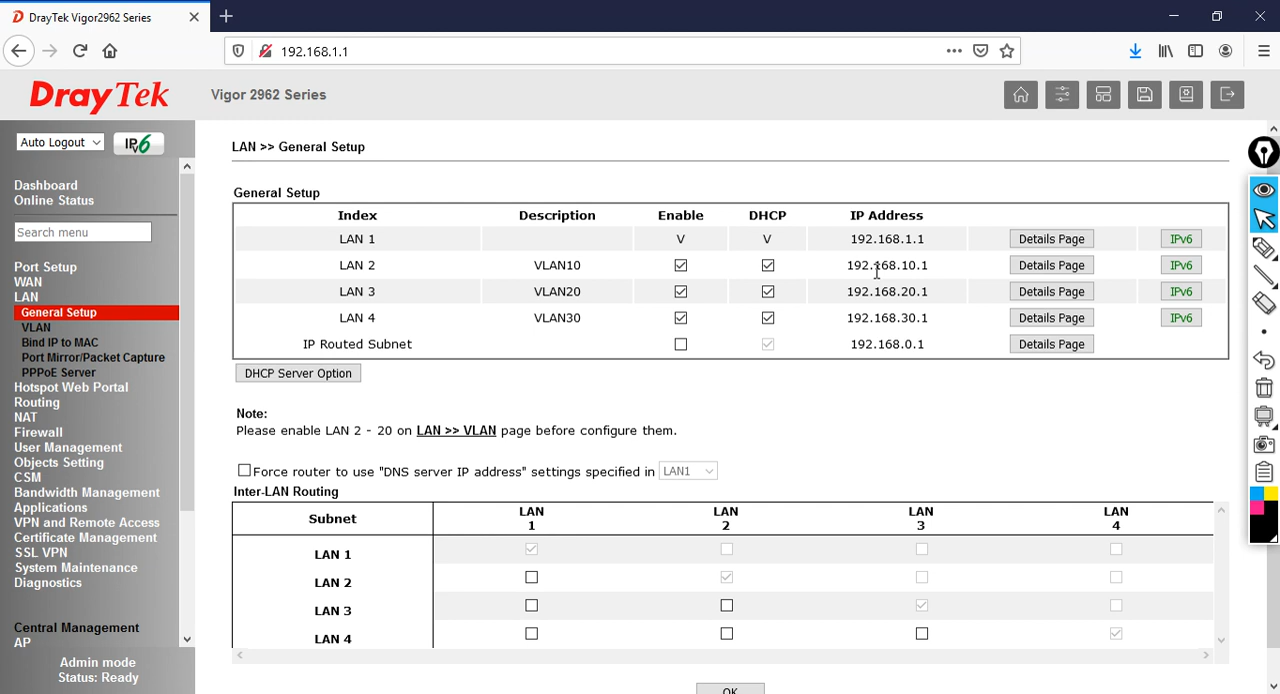 DrayTek Vigor2962 Series
192.168.1.1
DrayTek
Vigor 2962 Series
Auto Logout
IPv6
Dashboard
Online Status
Search menu
Port Setup
WAN
LAN
General Setup
VLAN
Bind IP to MAC
Port Mirror/Packet Capture
PPPoE Server
Hotspot Web Portal
Routing
NAT
Firewall
User Management
Objects Setting
CSM
Bandwidth Management
Applications
VPN and Remote Access
Certificate Management
SSL VPN
System Maintenance
Diagnostics
Central Management
AP
Admin mode
Status: Ready
LAN >> General Setup
General Setup
Index Description Enable DHCP IP Address
LAN 1 V V 192.168.1.1 Details Page IPv6
LAN 2 VLAN10 192.168.10.1 Details Page IPv6
LAN 3 VLAN20 192.168.20.1 Details Page IPv6
LAN 4 VLAN30 192.168.30.1 Details Page IPv6
IP Routed Subnet 192.168.0.1 Details Page
DHCP Server Option
Note:
Please enable LAN 2 - 20 on LAN >> VLAN page before configure them.
Force router to use "DNS server IP address" settings specified in LAN1
Inter-LAN Routing
Subnet LAN 1 LAN 2 LAN 3 LAN 4
LAN 1
LAN 2
LAN 3
LAN 4
OK